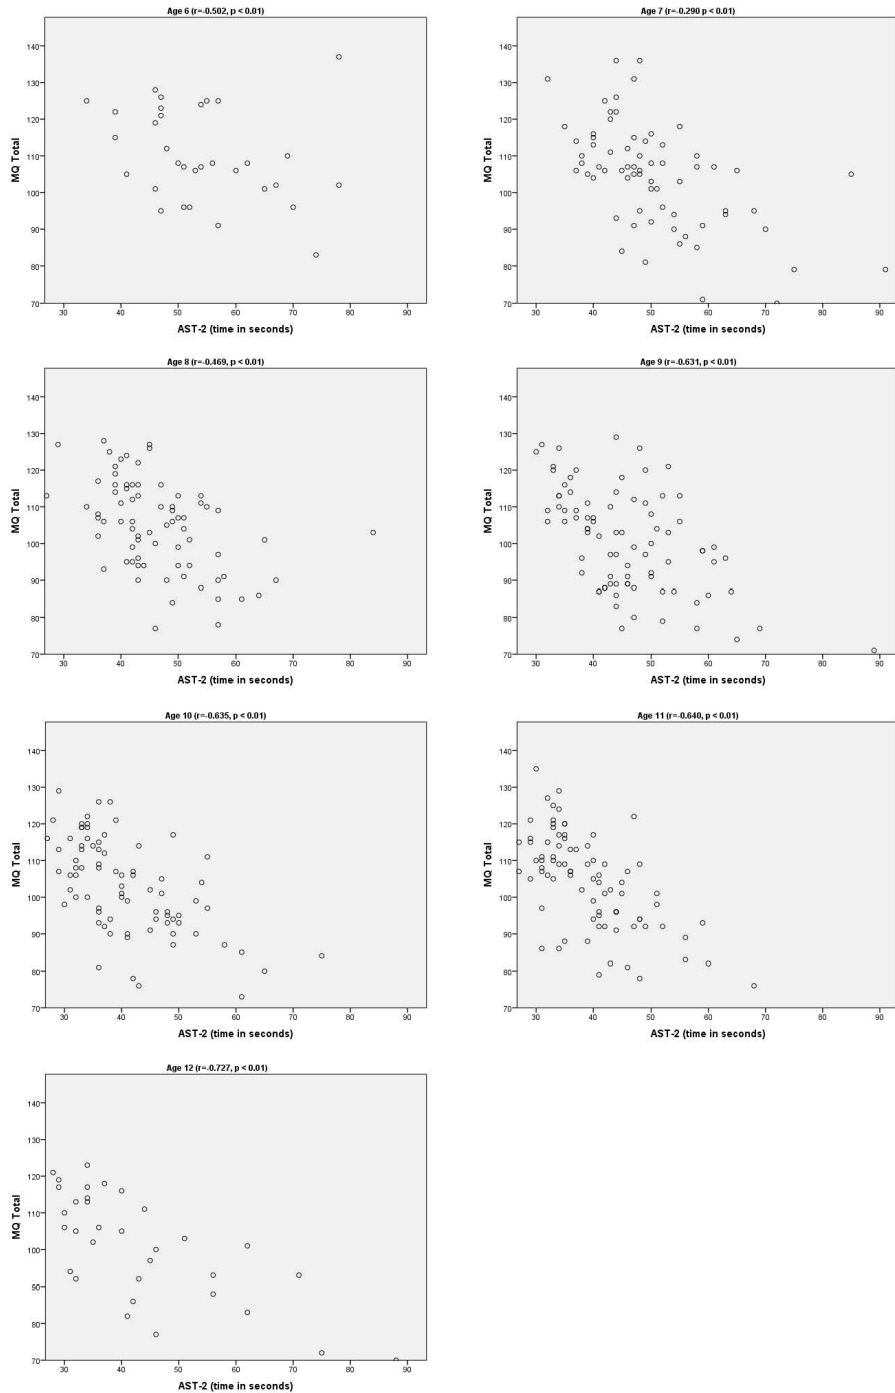 Age 6 (r=-0.502, p < 0.01)
MQ Total
140
130
120
110
100
90
80
70
30 40 50 60 70 80 90
AST-2 (time in seconds)
Age 7 (r=-0.290 p < 0.01)
MQ Total
140
130
120
110
100
90
80
70
30 40 50 60 70 80 90
AST-2 (time in seconds)
Age 8 (r=-0.469, p < 0.01)
MQ Total
140
130
120
110
100
90
80
70
30 40 50 60 70 80 90
AST-2 (time in seconds)
Age 9 (r=-0.631, p < 0.01)
MQ Total
140
130
120
110
100
90
80
70
30 40 50 60 70 80 90
AST-2 (time in seconds)
Age 10 (r=-0.635, p < 0.01)
MQ Total
140
130
120
110
100
90
80
70
30 40 50 60 70 80 90
AST-2 (time in seconds)
Age 11 (r=-0.640, p < 0.01)
MQ Total
140
130
120
110
100
90
80
70
30 40 50 60 70 80 90
AST-2 (time in seconds)
Age 12 (r=-0.727, p < 0.01)
MQ Total
140
130
120
110
100
90
80
70
30 40 50 60 70 80 90
AST-2 (time in seconds)